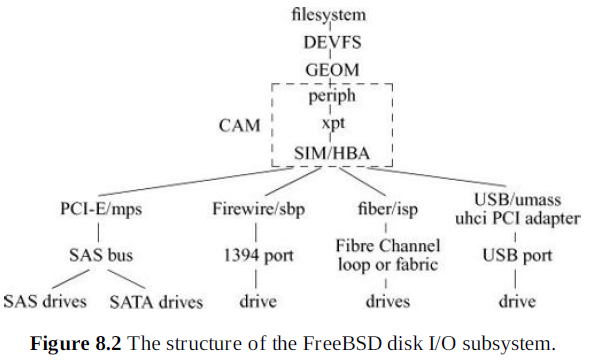 filesystem
DEVFS
GEOM
periph
CAM xpt
SIM/HBA
PCI-E/mps Firewire/sbp fiber/isp USB/umass
uhci PCI adapter
SAS bus 1394 port Fibre Channel
loop or fabric USB port
SAS drives SATA drives drive drives drive
Figure 8.2 The structure of the FreeBSD disk I/O subsystem.